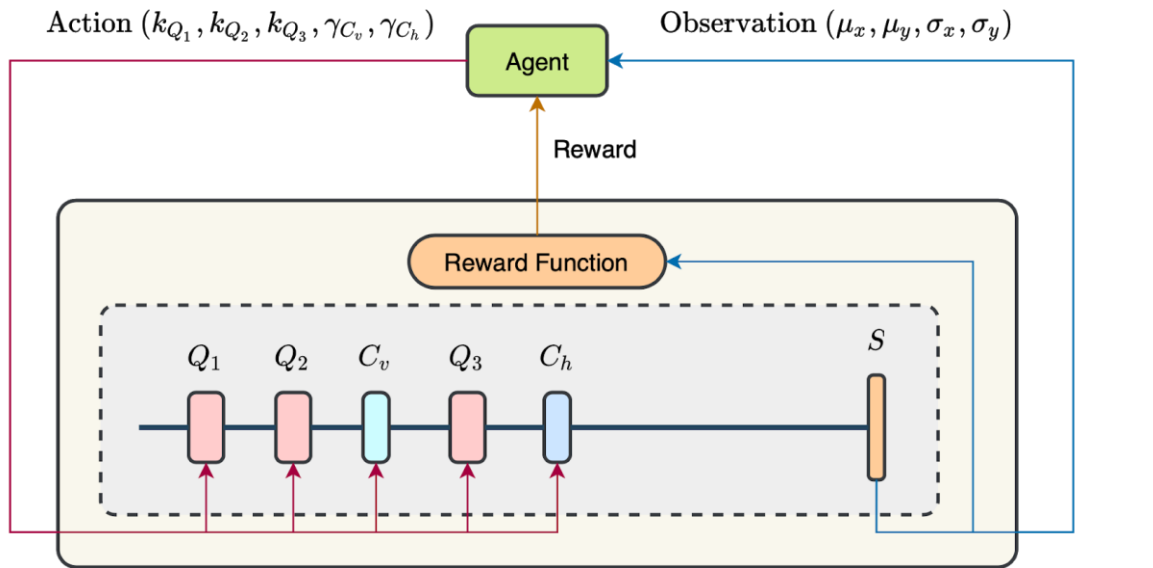 Action (k_{Q_1}, k_{Q_2}, k_{Q_3}, γ_{C_v}, γ_{C_h})
Observation (μ_x, μ_y, σ_x, σ_y)
Agent
Reward
Reward Function
Q_1 Q_2 C_v Q_3 C_h S